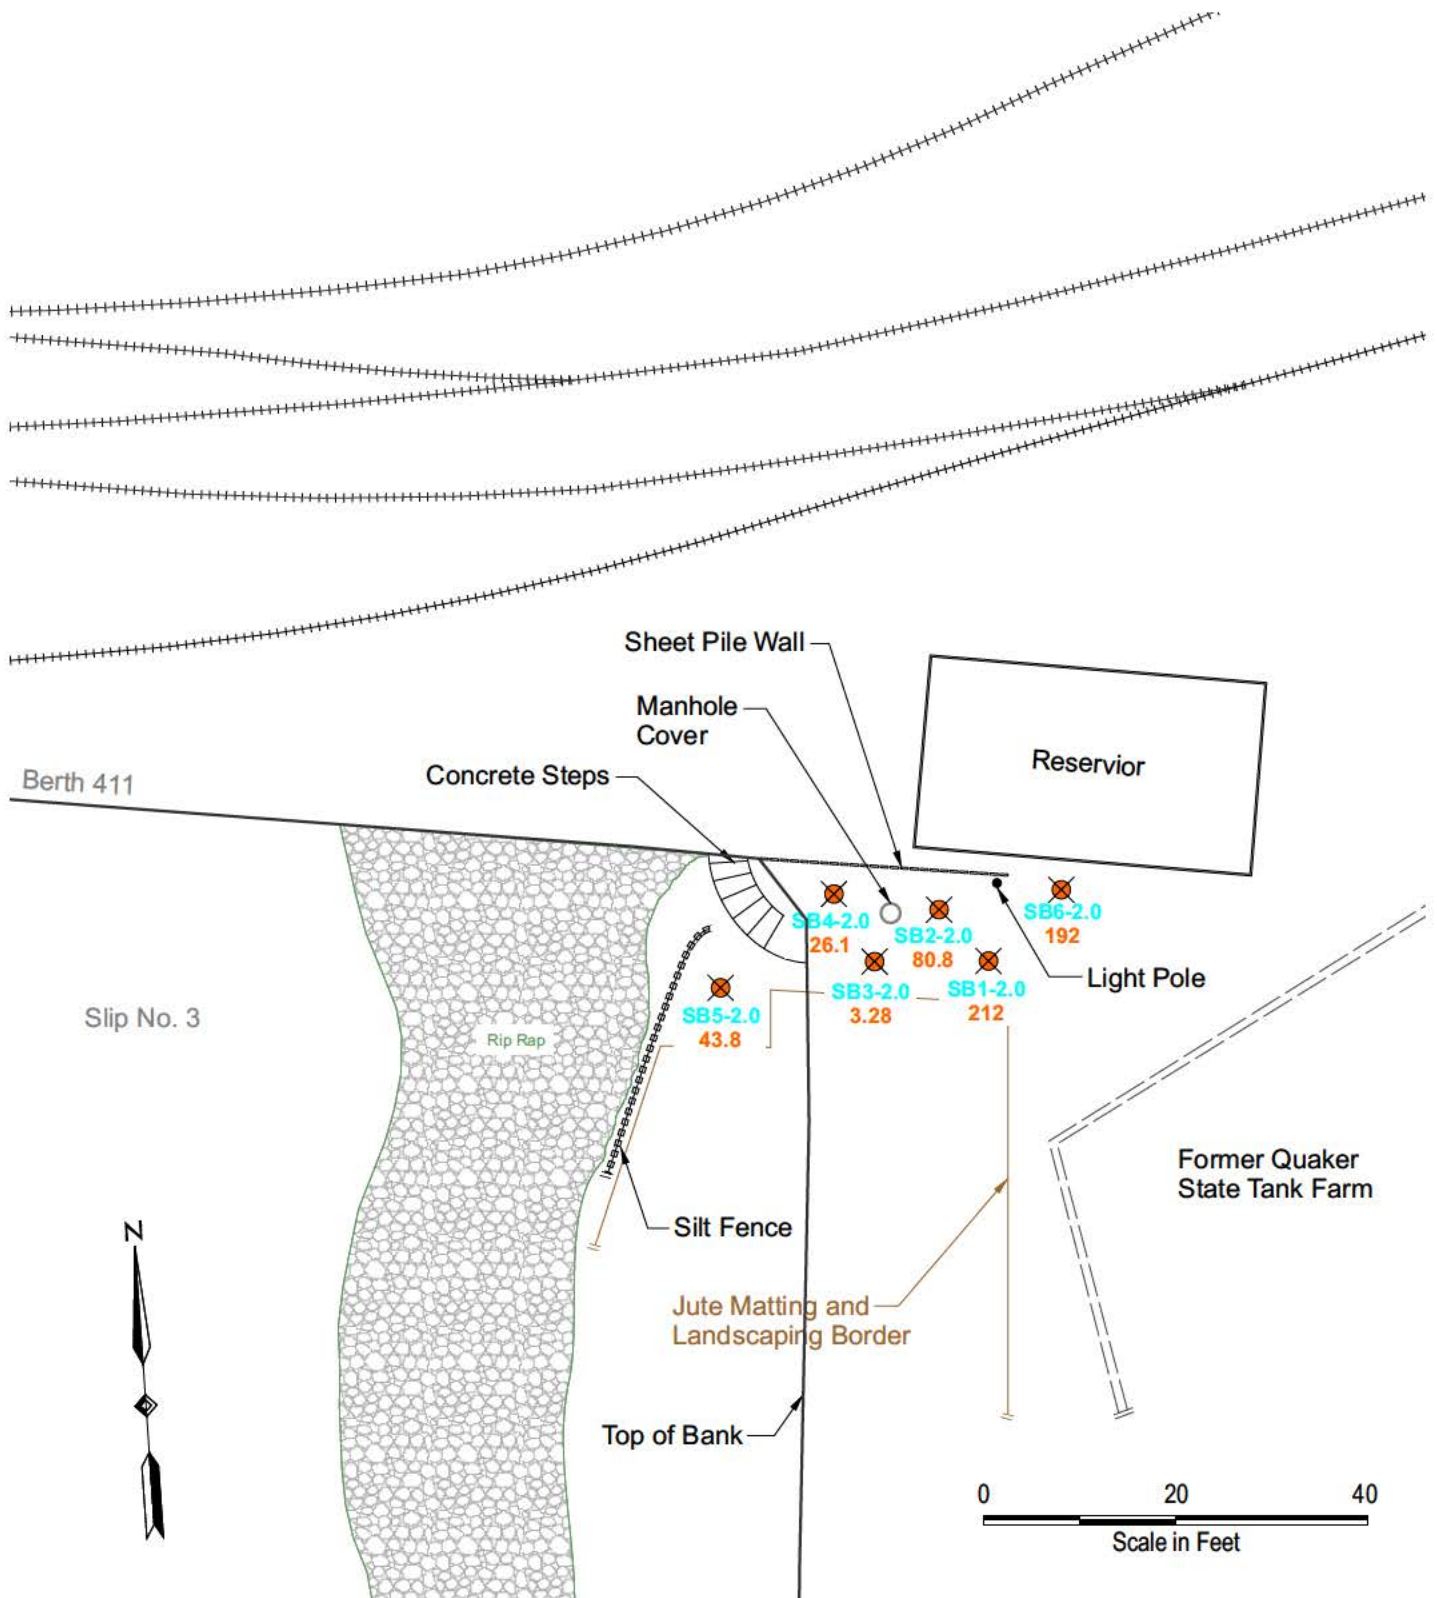 Sheet Pile Wall
Manhole
Cover
Reservior
Concrete Steps
Berth 411
SB4-2.0
26.1
SB2-2.0
80.8
SB6-2.0
192
Light Pole
SB3-2.0
3.28
SB1-2.0
212
SB5-2.0
43.8
Slip No. 3
Rip Rap
Former Quaker
State Tank Farm
Silt Fence
N
Jute Matting and
Landscaping Border
Top of Bank
0 20 40
Scale in Feet